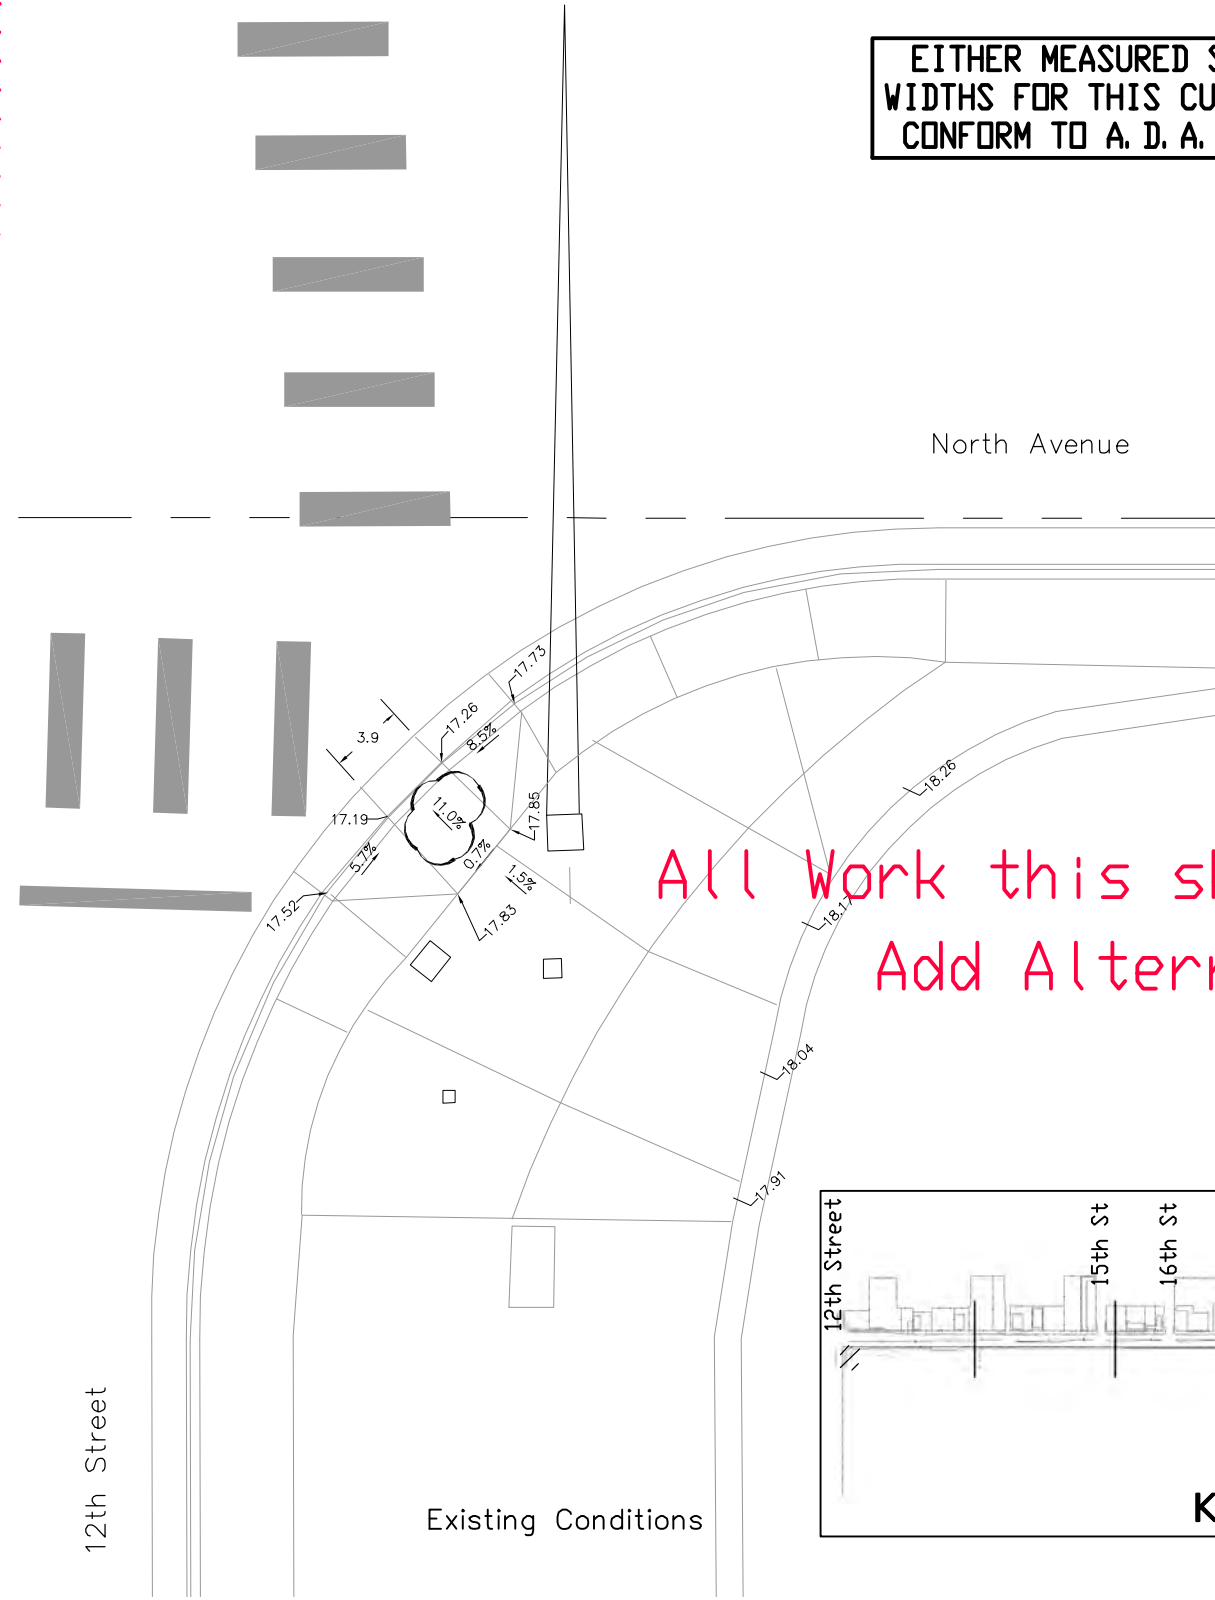 EITHER MEASURED
WIDTHS FOR THIS CU
CONFORM TO A. D. A.
North Avenue
17.73
17.26
8.5%
3.9
11.0%
17.19
17.85
5.7%
0.7%
1.5%
17.52
17.83
18.26
All Work this sh
18.17
Add Altern
18.04
17.91
12th Street
15th St
16th St
K
12th Street
Existing Conditions